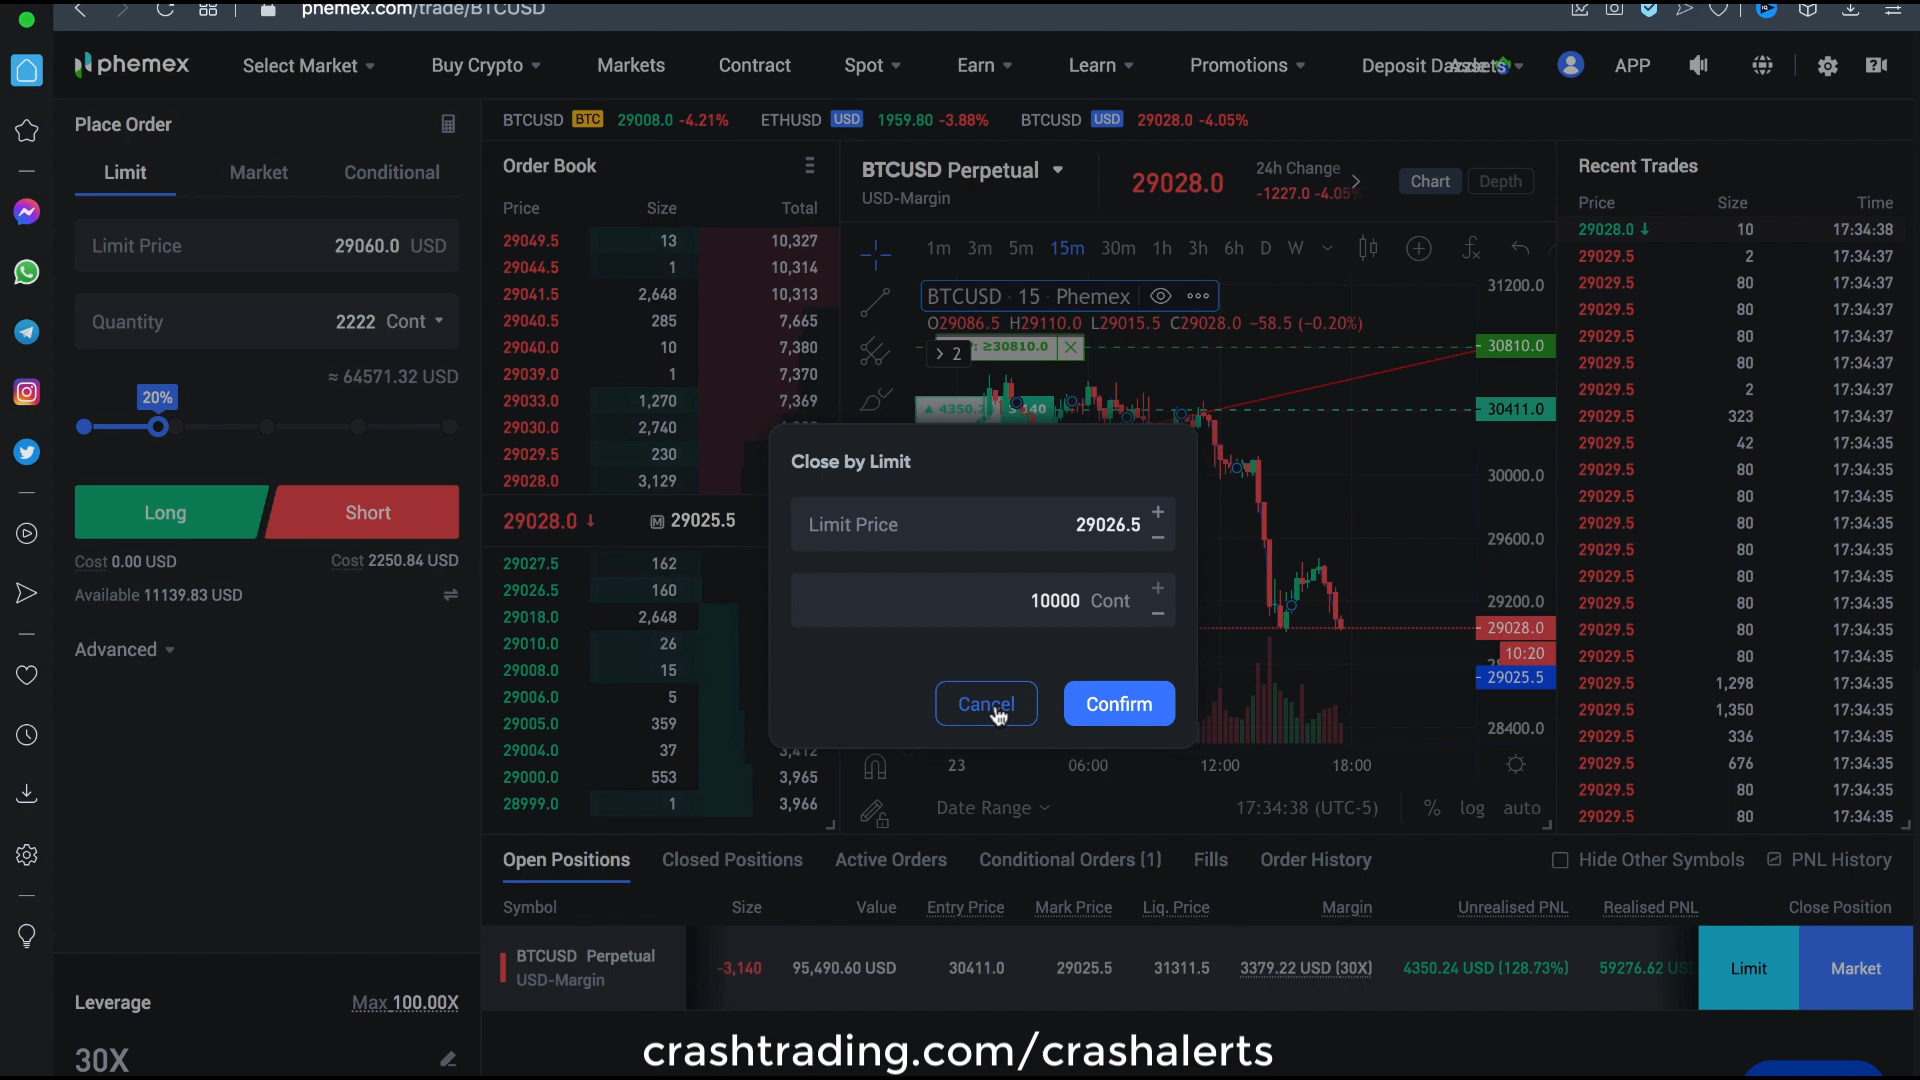 phemex.com/trade/BTCUSD
phemex
Select Market
Buy Crypto
Markets
Contract
Spot
Earn
Learn
Promotions
Deposit
Assets
APP
Place Order
Limit
Market
Conditional
Limit Price 29060.0 USD
Quantity 2222 Cont
≈ 64571.32 USD
20%
Long
Short
Cost 0.00 USD
Cost 2250.84 USD
Available 11139.83 USD
Advanced
Leverage
Max 100.00X
30X
BTCUSD BTC 29008.0 -4.21%
ETHUSD USD 1959.80 -3.88%
BTCUSD USD 29028.0 -4.05%
Order Book
Price Size Total
29049.5 13 10,327
29044.5 1 10,314
29041.5 2,648 10,313
29040.5 285 7,665
29040.0 10 7,380
29039.0 1 7,370
29033.0 1,270 7,369
29030.0 2,740
29029.5 230
29028.0 3,129
29028.0 ↓ M 29025.5
29027.5 162
29026.5 160
29018.0 2,648
29010.0 26
29008.0 15
29006.0 5
29005.0 359
29004.0 37 3,412
29000.0 553 3,965
28999.0 1 3,966
BTCUSD Perpetual
USD-Margin
29028.0
24h Change
-1227.0 -4.05%
Chart
Depth
1m 3m 5m 15m 30m 1h 3h 6h D W
BTCUSD · 15 · Phemex
O29086.5 H29110.0 L29015.5 C29028.0 -58.5 (-0.20%)
> 2
: ≥30810.0
4350.2
3 140
31200.0
30810.0
30411.0
30000.0
29600.0
29200.0
29028.0
10:20
29025.5
28400.0
23 06:00 12:00 18:00
Date Range
17:34:38 (UTC-5)
% log auto
Close by Limit
Limit Price 29026.5 + −
10000 Cont + −
Cancel
Confirm
Recent Trades
Price Size Time
29028.0 ↓ 10 17:34:38
29029.5 2 17:34:37
29029.5 80 17:34:37
29029.5 80 17:34:37
29029.5 80 17:34:37
29029.5 80 17:34:37
29029.5 2 17:34:37
29029.5 323 17:34:37
29029.5 42 17:34:35
29029.5 80 17:34:35
29029.5 80 17:34:35
29029.5 80 17:34:35
29029.5 80 17:34:35
29029.5 80 17:34:35
29029.5 80 17:34:35
29029.5 80 17:34:35
29029.5 80 17:34:35
29029.5 1,298 17:34:35
29029.5 1,350 17:34:35
29029.5 336 17:34:35
29029.5 676 17:34:35
29029.5 80 17:34:35
29029.5 80 17:34:35
Open Positions
Closed Positions
Active Orders
Conditional Orders (1)
Fills
Order History
Hide Other Symbols
PNL History
Symbol Size Value Entry Price Mark Price Liq. Price Margin Unrealised PNL Realised PNL Close Position
BTCUSD Perpetual
USD-Margin
-3,140 95,490.60 USD 30411.0 29025.5 31311.5 3379.22 USD (30X) 4350.24 USD (128.73%) 59276.62 Limit Market
crashtrading.com/crashalerts